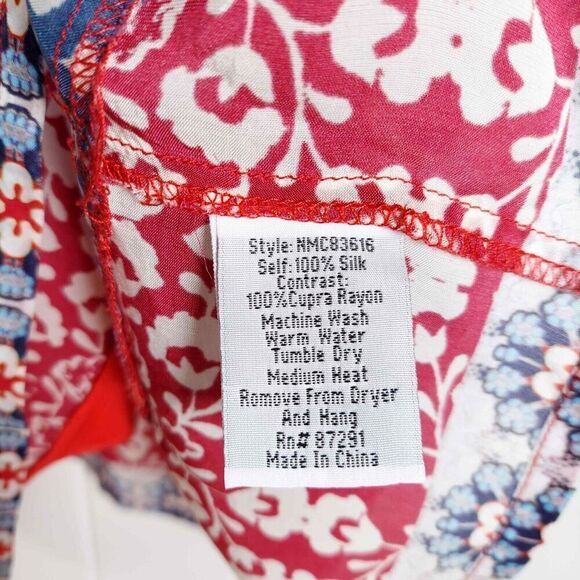 Style: NMC83616
Self: 100% Silk
Contrast:
100%Cupra Rayon
Machine Wash
Warm Water
Tumble Dry
Medium Heat
Romove From Dryer
And Hang
Rn# 87291
Made In China